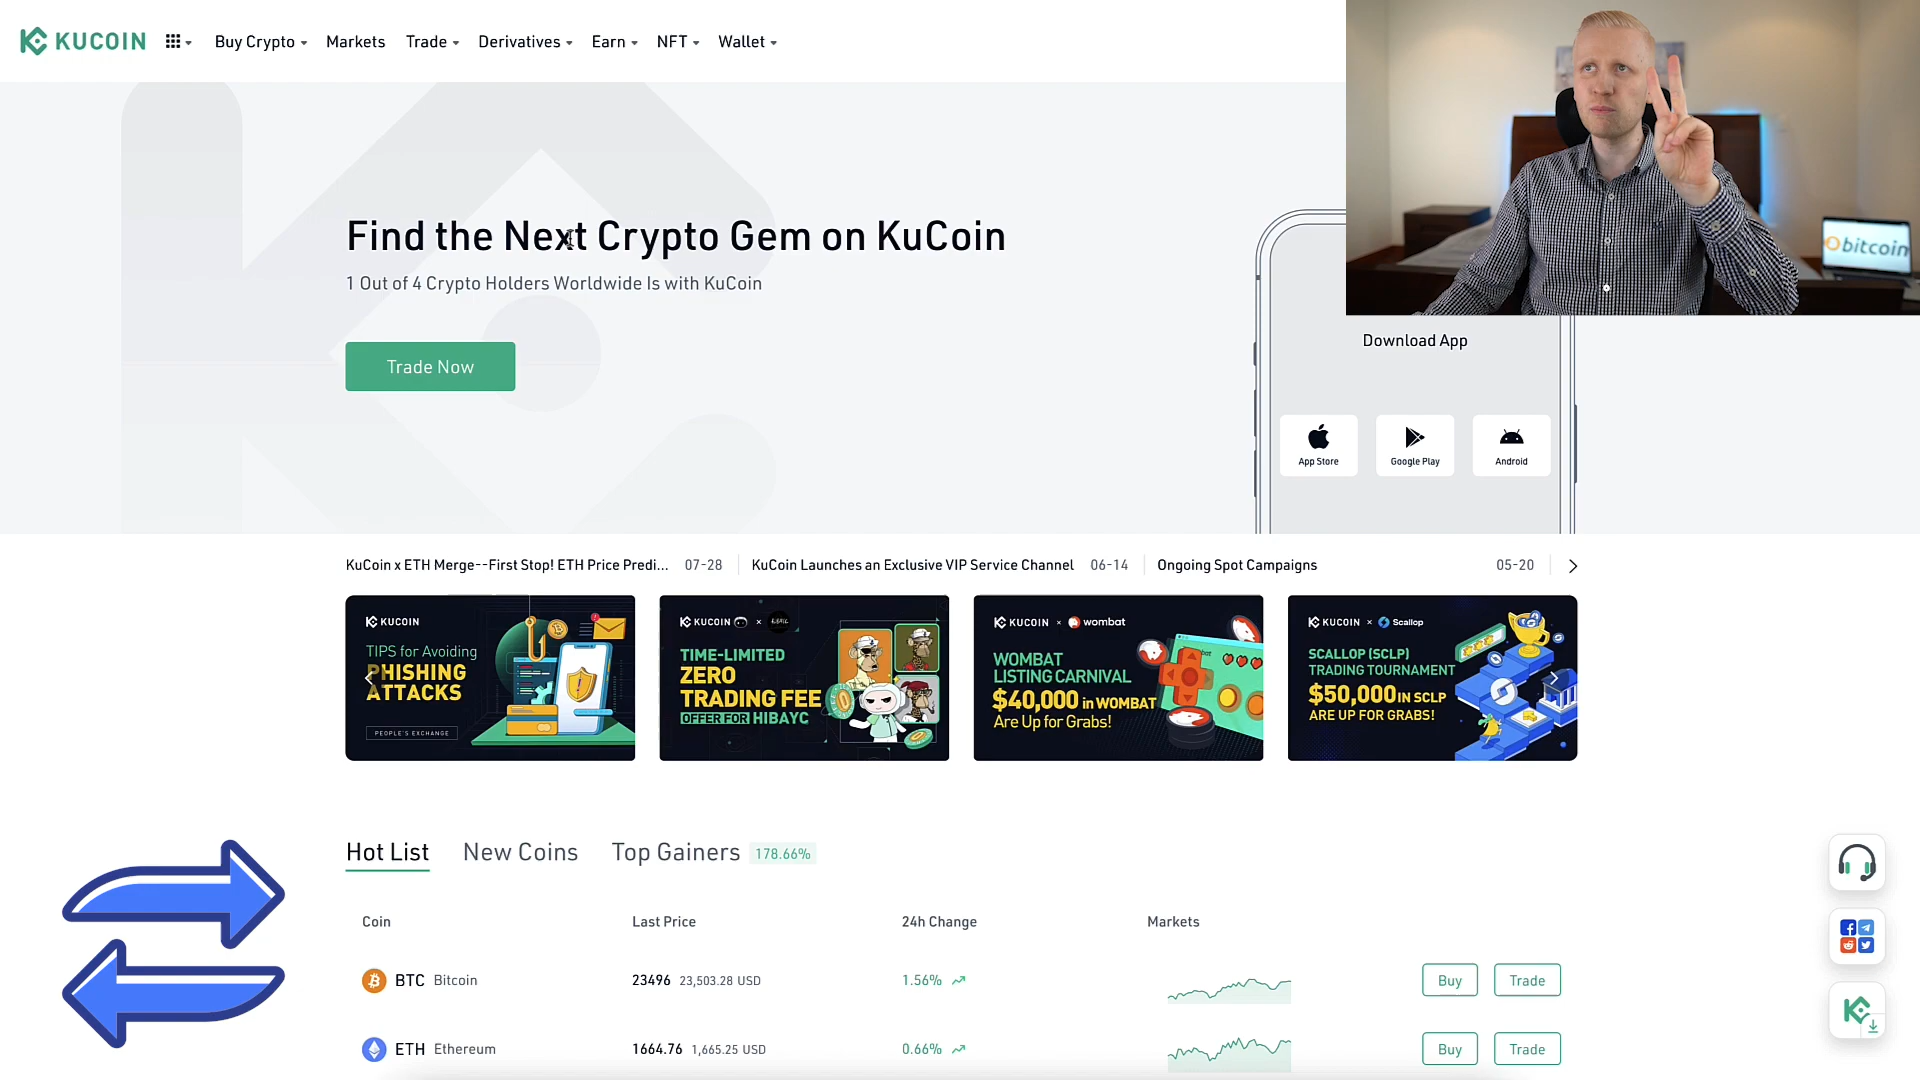 KUCOIN
Buy Crypto
Markets
Trade
Derivatives
Earn
NFT
Wallet
Find the Next Crypto Gem on KuCoin
1 Out of 4 Crypto Holders Worldwide Is with KuCoin
Trade Now
bitcoin
Download App
App Store
Google Play
Android
KuCoin x ETH Merge--First Stop! ETH Price Predi... 07-28
KuCoin Launches an Exclusive VIP Service Channel 06-14
Ongoing Spot Campaigns 05-20
KUCOIN
TIPS for Avoiding
PHISHING
ATTACKS
PEOPLE'S EXCHANGE
KUCOIN x
TIME-LIMITED
ZERO
TRADING FEE
OFFER FOR HIBAYC
KUCOIN x wombat
WOMBAT
LISTING CARNIVAL
$40,000 in WOMBAT
Are Up for Grabs!
KUCOIN x Scallop
SCALLOP (SCLP)
TRADING TOURNAMENT
$50,000 IN SCLP
ARE UP FOR GRABS!
Hot List
New Coins
Top Gainers 178.66%
Coin Last Price 24h Change Markets
BTC Bitcoin 23496 23,503.28 USD 1.56% Buy Trade
ETH Ethereum 1664.76 1,665.25 USD 0.66% Buy Trade